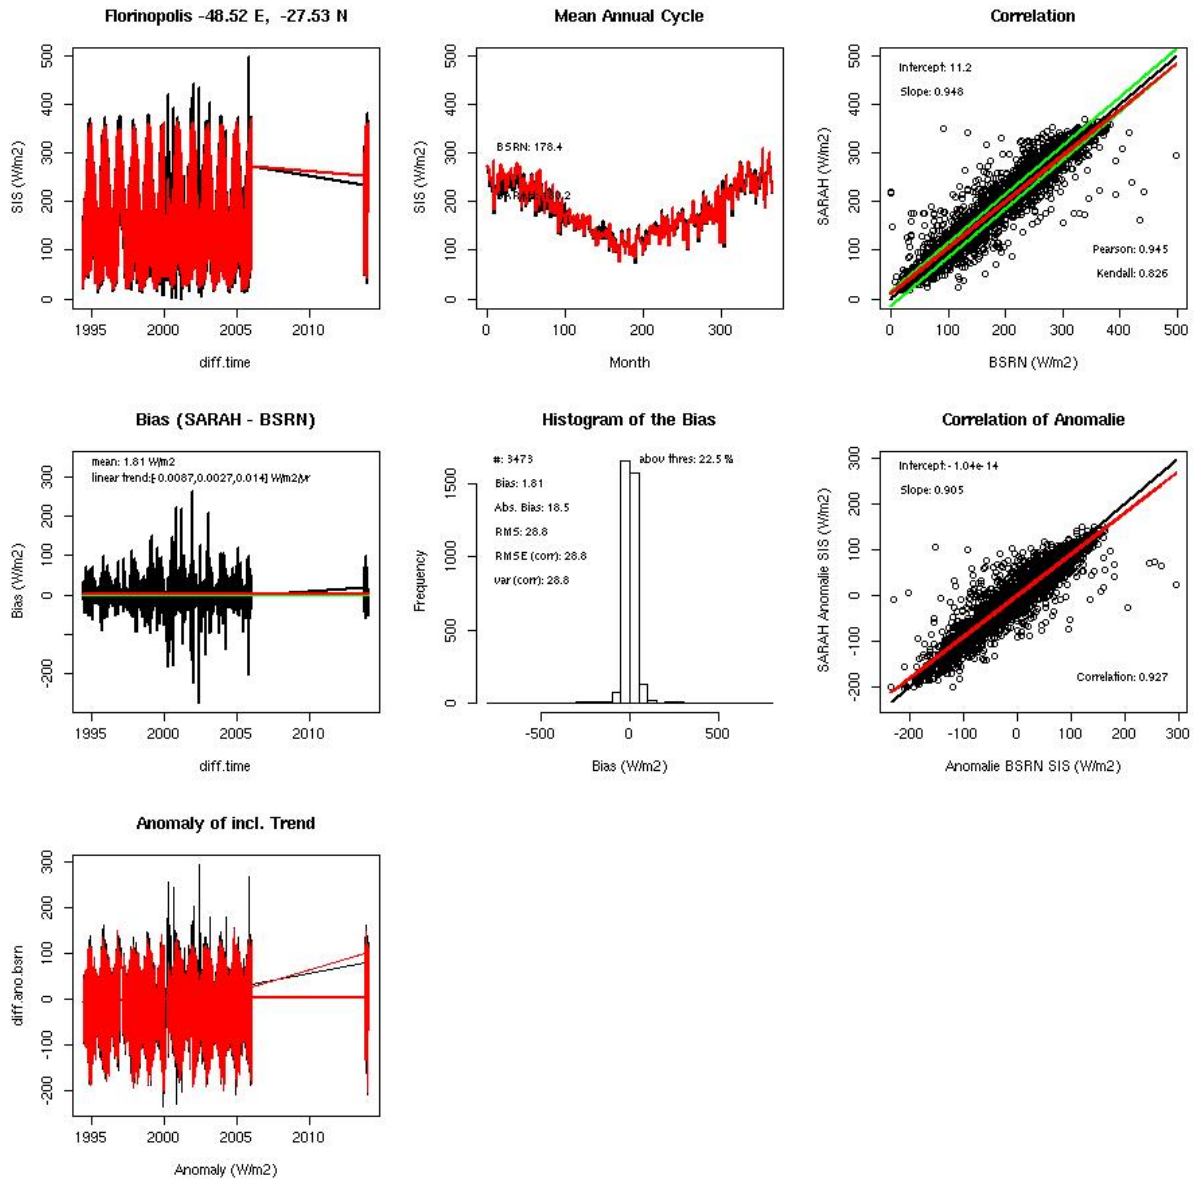 Florinopolis -48.52 E, -27.53 N
SIS (W/m2)
500
400
300
200
100
0
1995 2000 2005 2010
diff.time
Mean Annual Cycle
SIS (W/m2)
500
400
300
200
100
0
BSRN: 178.4
0 100 200 300
Month
Correlation
SARAH (W/m2)
500
400
300
200
100
0
Intercept: 11.2
Slope: 0.948
Pearson: 0.945
Kendall: 0.826
0 100 200 300 400 500
BSRN (W/m2)
Bias (SARAH - BSRN)
Bias (W/m2)
300
200
100
0
-200
mean: 1.81 W/m2
linear trend:[-0.0087,0.0027,0.014] W/m2/yr
1995 2000 2005 2010
diff.time
Histogram of the Bias
Frequency
1500
1000
500
0
#: 3473
abov thres: 22.5 %
Bias: 1.81
Abs. Bias: 18.5
RMS: 28.8
RMSE (corr): 28.8
var (corr): 28.8
-500 0 500
Bias (W/m2)
Correlation of Anomalie
SARAH Anomalie SIS (W/m2)
300
200
100
0
-100
-200
Intercept: -1.04e-14
Slope: 0.905
Correlation: 0.927
-200 -100 0 100 200 300
Anomalie BSRN SIS (W/m2)
Anomaly of incl. Trend
diff.ano.bsrn
300
200
100
0
-100
-200
1995 2000 2005 2010
Anomaly (W/m2)